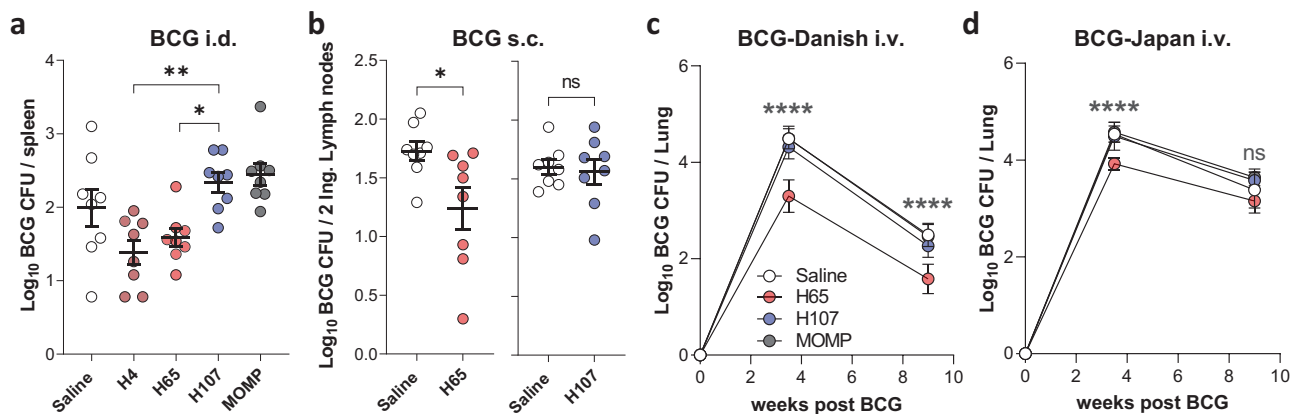 a
BCG i.d.
Log10 BCG CFU / spleen
4
3
2
1
0
**
*
Saline
H4
H65
H107
MOMP
b
BCG s.c.
Log10 BCG CFU / 2 Ing. Lymph nodes
2.5
2.0
1.5
1.0
0.5
0.0
*
ns
Saline
H65
Saline
H107
c
BCG-Danish i.v.
Log10 BCG CFU / Lung
6
4
2
0
****
****
Saline
H65
H107
MOMP
0 2 4 6 8 10
weeks post BCG
d
BCG-Japan i.v.
Log10 BCG CFU / Lung
6
4
2
0
****
ns
0 2 4 6 8 10
weeks post BCG